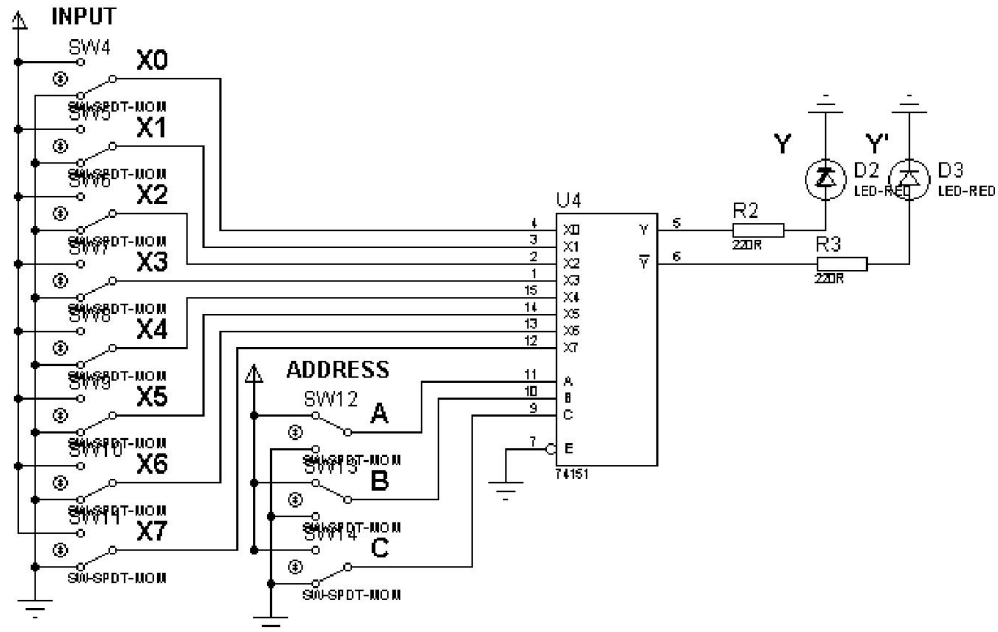 INPUT
SW4
X0
SW-SPDT-MOM
SW5
X1
SW-SPDT-MOM
SW6
X2
SW-SPDT-MOM
SW7
X3
SW-SPDT-MOM
SW8
X4
SW-SPDT-MOM
SW9
X5
SW-SPDT-MOM
SW10
X6
SW-SPDT-MOM
SW11
X7
SW-SPDT-MOM
ADDRESS
SW12
A
SW-SPDT-MOM
SW13
B
SW-SPDT-MOM
SW14
C
SW-SPDT-MOM
U4
4 X0 Y 5
3 X1
2 X2 Y 6
1 X3
15 X4
14 X5
13 X6
12 X7
11 A
10 B
9 C
7 E
74151
R2
220R
R3
220R
Y
D2
LED-RED
Y'
D3
LED-RED